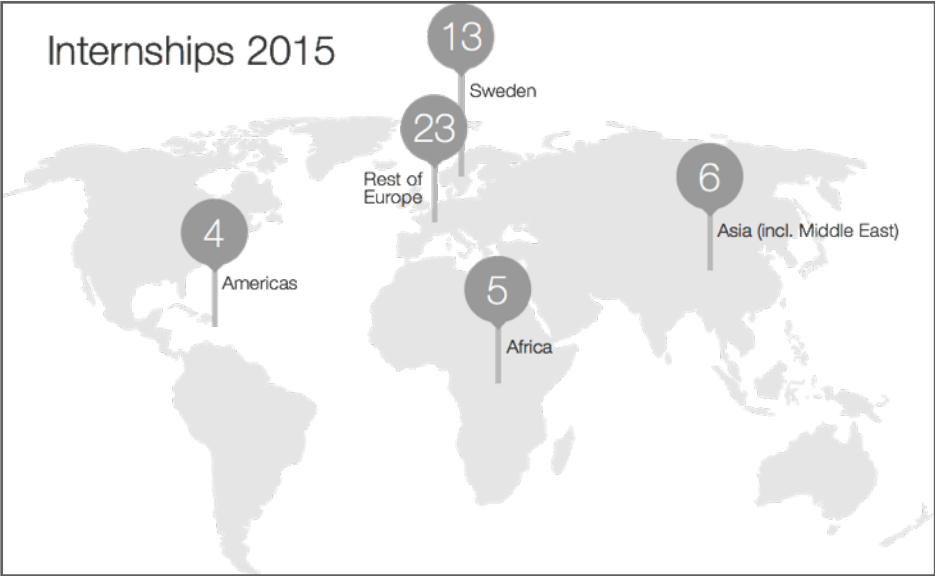 Internships 2015
13
Sweden
23
Rest of
Europe
6
Asia (incl. Middle East)
4
Americas
5
Africa